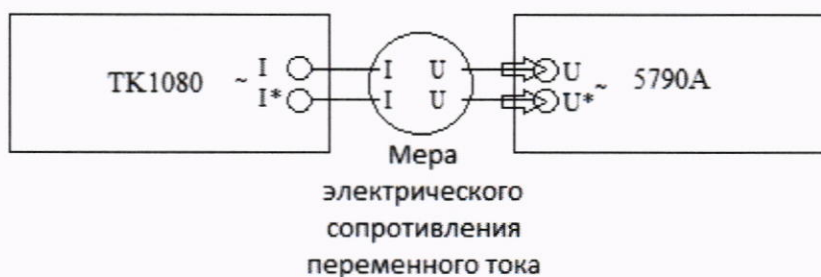 TK1080 ~ I I U U ~ 5790A
I* I U U*
Мера
электрического
сопротивления
переменного тока